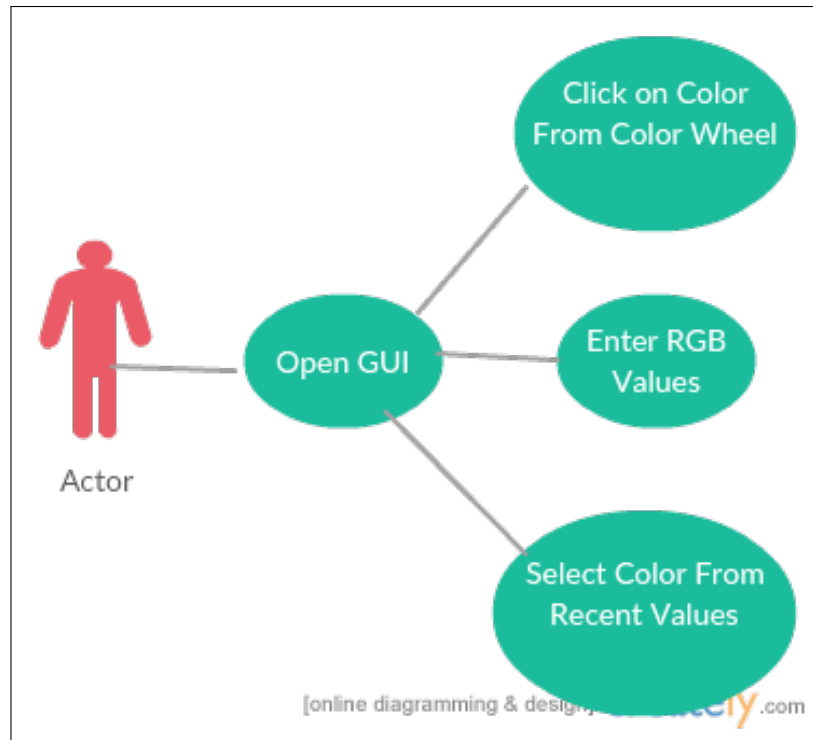 Click on Color
From Color Wheel
Open GUI
Enter RGB
Values
Actor
Select Color From
Recent Values
[online diagramming & design]
.com